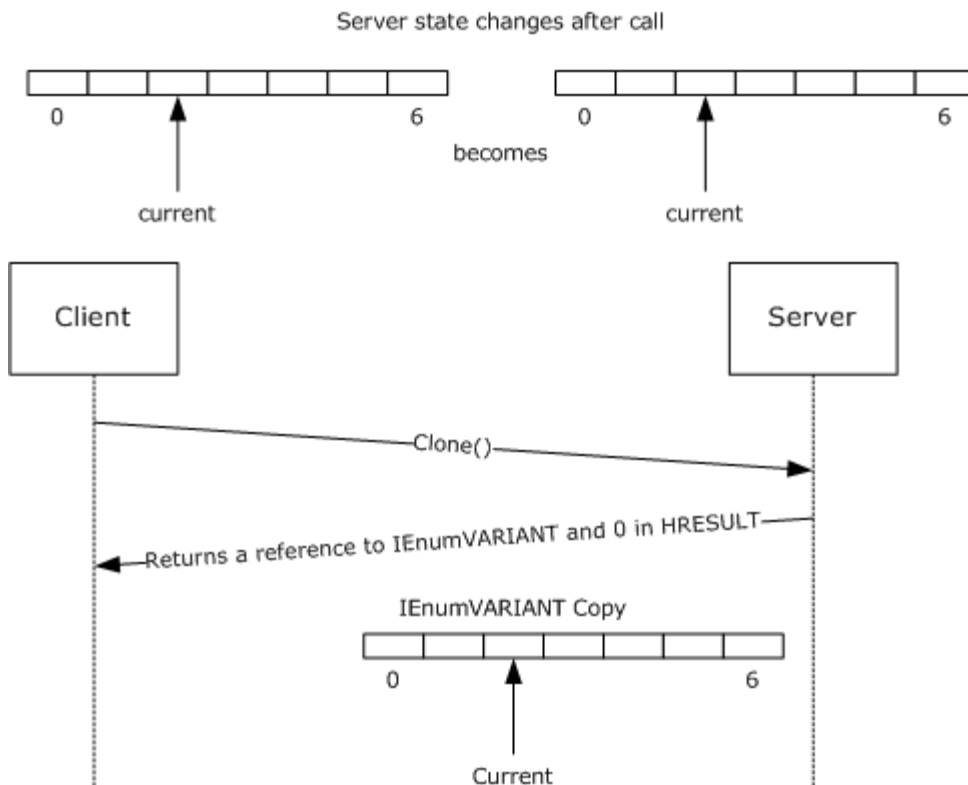 Server state changes after call
0 6 0 6
becomes
current current
Client Server
Clone()
Returns a reference to IEnumVARIANT and 0 in HRESULT
IEnumVARIANT Copy
0 6
Current